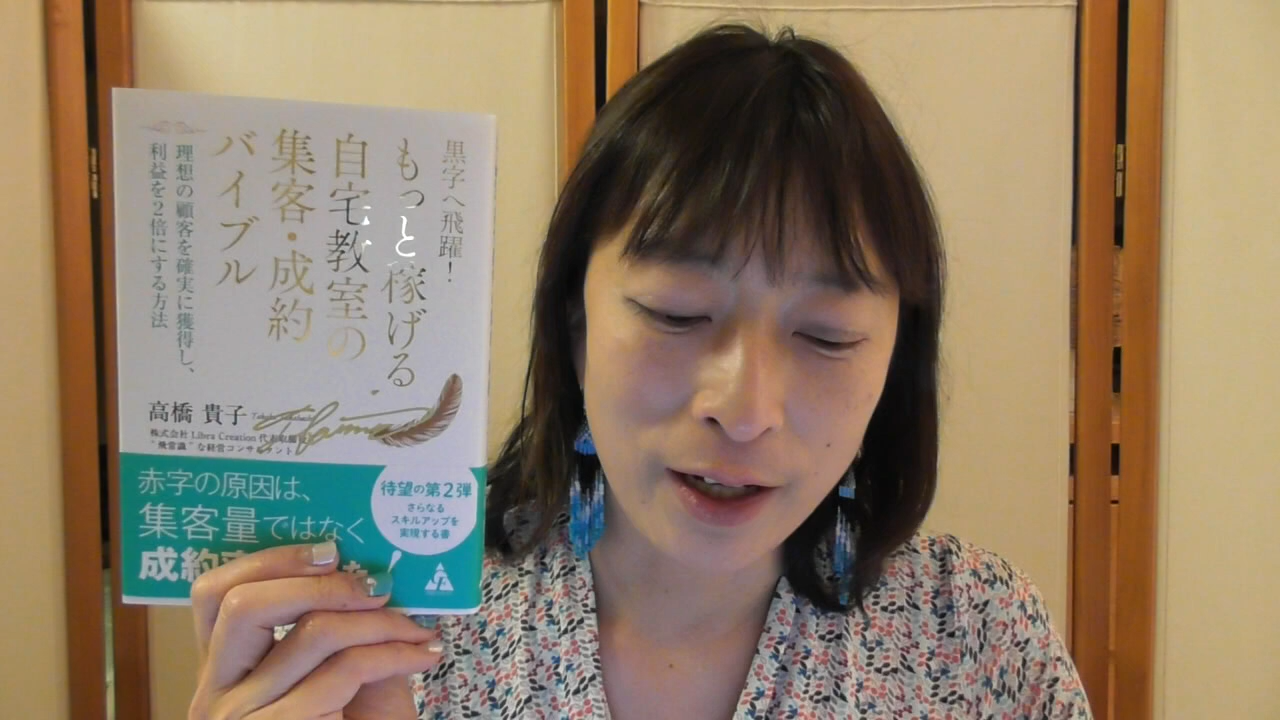 黒字へ飛躍!
もっと稼げる
自宅教室の
集客・成約
バイブル
理想の顧客を確実に獲得し、
利益を2倍にする方法
高橋 貴子
株式会社 Libra Creation 代表取締役
"飛常識" な経営コンサルタント
赤字の原因は、
集客量ではなく
成約
待望の第2弾
さらなる
スキルアップを
実現する書